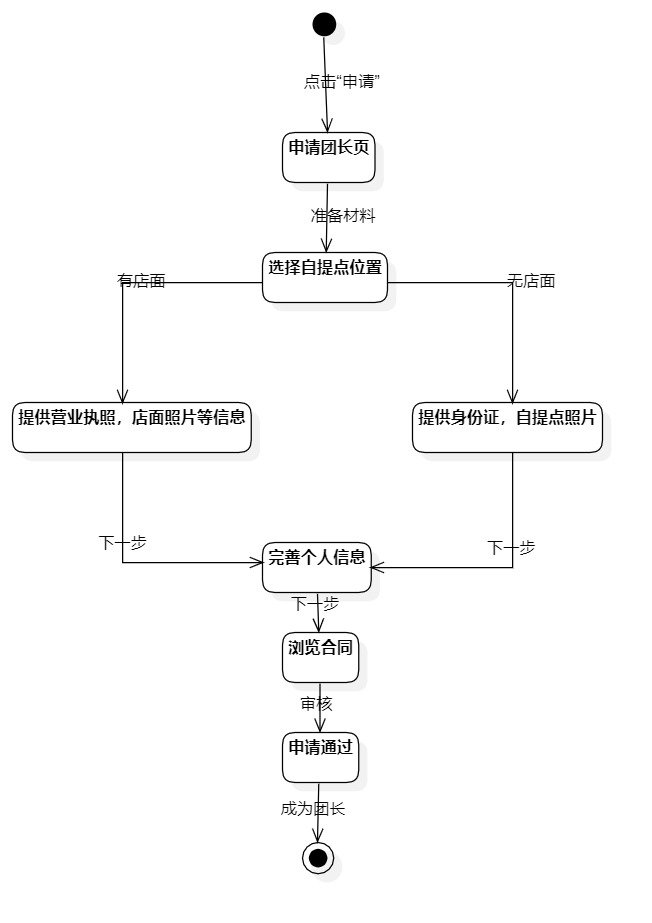 点击“申请”
申请团长页
准备材料
选择自提点位置
有店面
无店面
提供营业执照，店面照片等信息
提供身份证，自提点照片
下一步
下一步
完善个人信息
下一步
浏览合同
审核
申请通过
成为团长